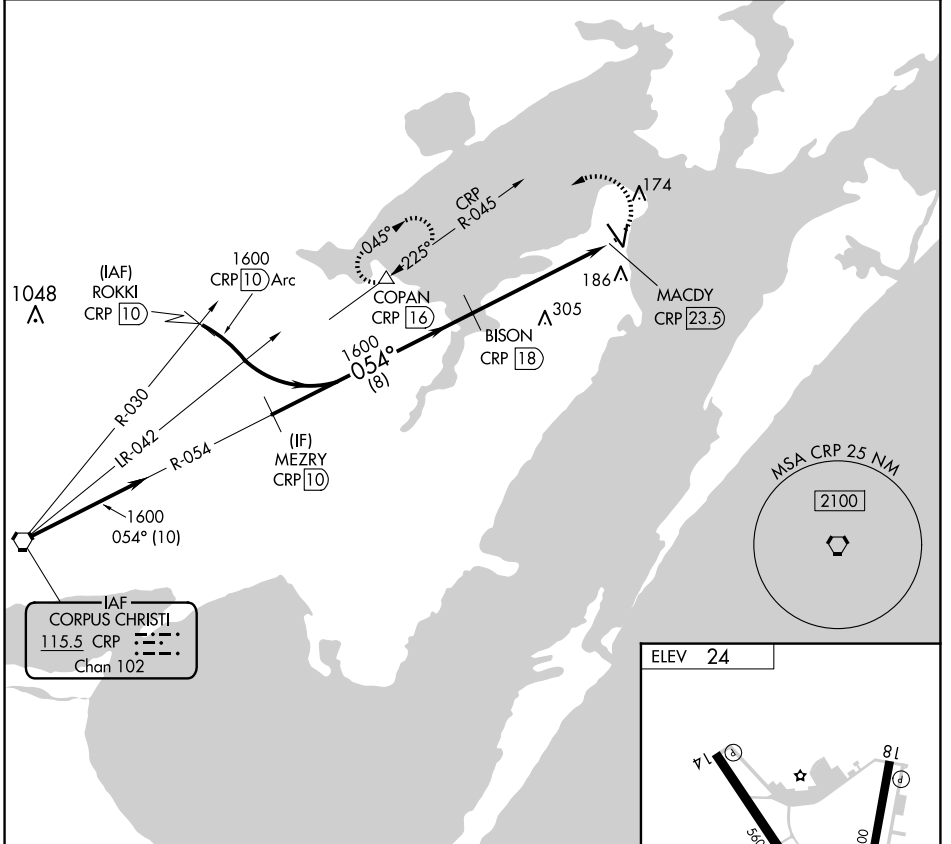 1048
(IAF)
ROKKI
CRP 10
1600
CRP 10 Arc
045°
225°
CRP
R-045
COPAN
CRP 16
174
186
305
MACDY
CRP 23.5
BISON
CRP 18
1600
054°
(8)
R-030
LR-042
R-054
(IF)
MEZRY
CRP 10
1600
054° (10)
IAF
CORPUS CHRISTI
115.5 CRP
Chan 102
MSA CRP 25 NM
2100
ELEV 24
14
P
18
P
560
00